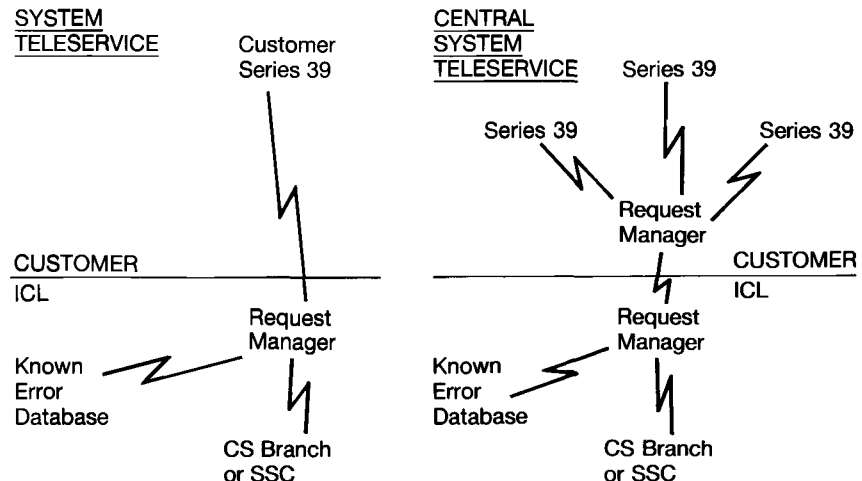 SYSTEM
TELESERVICE
Customer
Series 39
CUSTOMER
ICL
Request
Manager
Known
Error
Database
CS Branch
or SSC
CENTRAL
SYSTEM
TELESERVICE
Series 39
Series 39
Series 39
Request
Manager
CUSTOMER
ICL
Request
Manager
Known
Error
Database
CS Branch
or SSC